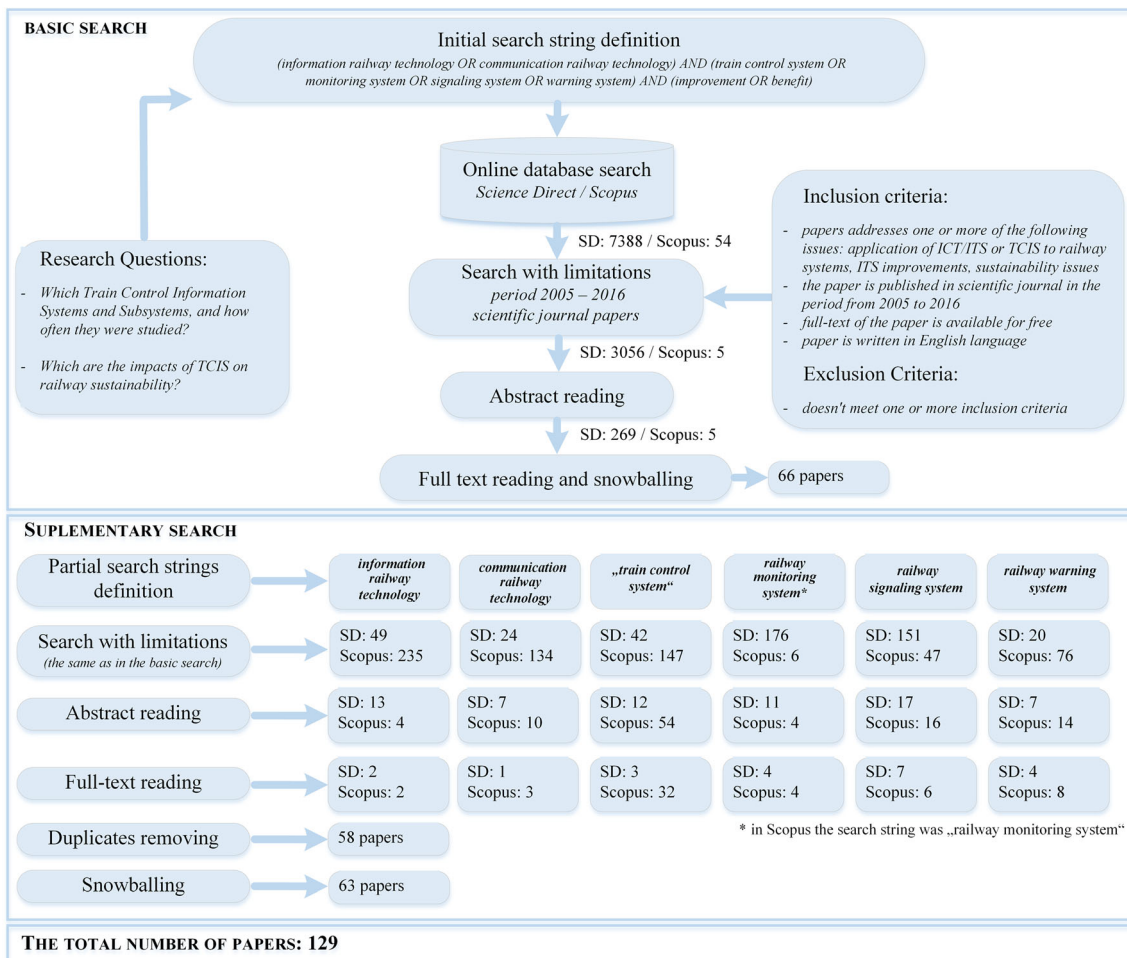 BASIC SEARCH
Initial search string definition
(information railway technology OR communication railway technology) AND (train control system OR
monitoring system OR signaling system OR warning system) AND (improvement OR benefit)
Online database search
Science Direct / Scopus
SD: 7388 / Scopus: 54
Search with limitations
period 2005 – 2016
scientific journal papers
SD: 3056 / Scopus: 5
Abstract reading
SD: 269 / Scopus: 5
Full text reading and snowballing
66 papers
Research Questions:
- Which Train Control Information
Systems and Subsystems, and how
often they were studied?
- Which are the impacts of TCIS on
railway sustainability?
Inclusion criteria:
- papers addresses one or more of the following
issues: application of ICT/ITS or TCIS to railway
systems, ITS improvements, sustainability issues
- the paper is published in scientific journal in the
period from 2005 to 2016
- full-text of the paper is available for free
- paper is written in English language
Exclusion Criteria:
- doesn't meet one or more inclusion criteria
SUPLEMENTARY SEARCH
Partial search strings
definition
information
railway
technology
communication
railway
technology
„train control
system“
railway
monitoring
system*
railway
signaling system
railway warning
system
Search with limitations
(the same as in the basic search)
SD: 49
Scopus: 235
SD: 24
Scopus: 134
SD: 42
Scopus: 147
SD: 176
Scopus: 6
SD: 151
Scopus: 47
SD: 20
Scopus: 76
Abstract reading
SD: 13
Scopus: 4
SD: 7
Scopus: 10
SD: 12
Scopus: 54
SD: 11
Scopus: 4
SD: 17
Scopus: 16
SD: 7
Scopus: 14
Full-text reading
SD: 2
Scopus: 2
SD: 1
Scopus: 3
SD: 3
Scopus: 32
SD: 4
Scopus: 4
SD: 7
Scopus: 6
SD: 4
Scopus: 8
Duplicates removing
58 papers
* in Scopus the search string was „railway monitoring system“
Snowballing
63 papers
THE TOTAL NUMBER OF PAPERS: 129